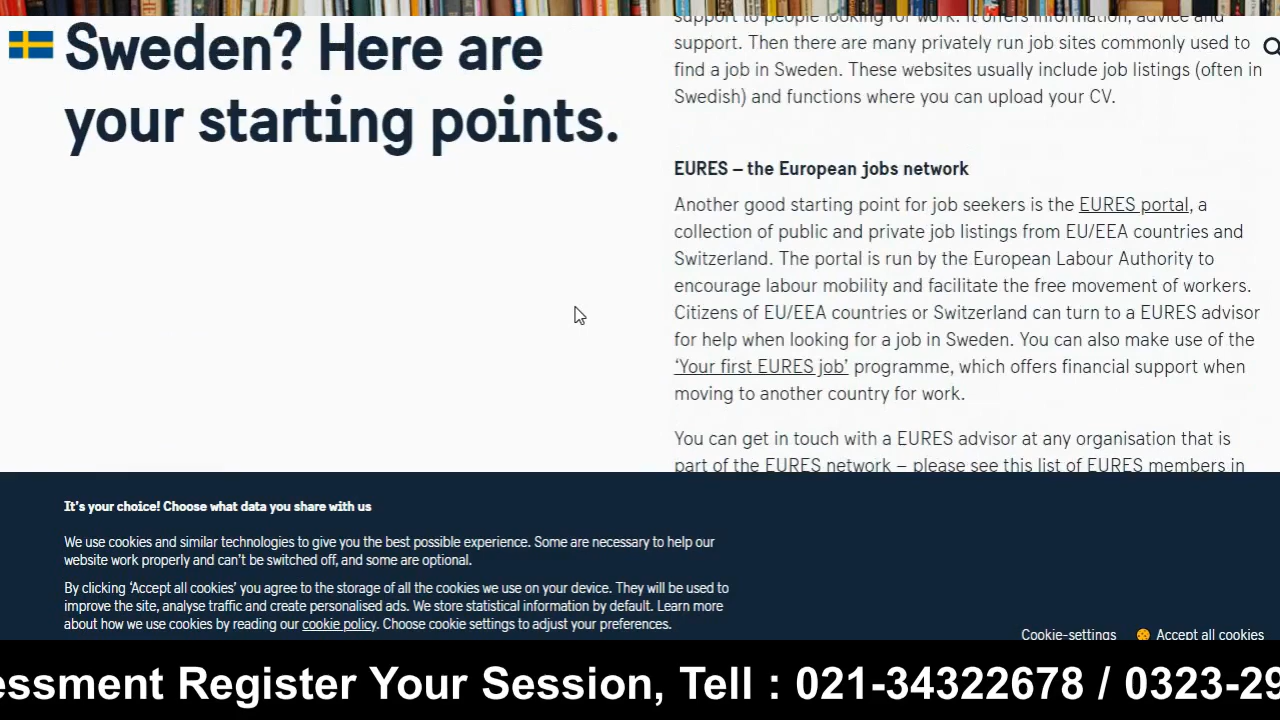 Sweden? Here are
your starting points.
support to people looking for work. It offers information, advice and
support. Then there are many privately run job sites commonly used to
find a job in Sweden. These websites usually include job listings (often in
Swedish) and functions where you can upload your CV.
EURES – the European jobs network
Another good starting point for job seekers is the EURES portal, a
collection of public and private job listings from EU/EEA countries and
Switzerland. The portal is run by the European Labour Authority to
encourage labour mobility and facilitate the free movement of workers.
Citizens of EU/EEA countries or Switzerland can turn to a EURES advisor
for help when looking for a job in Sweden. You can also make use of the
‘Your first EURES job’ programme, which offers financial support when
moving to another country for work.
You can get in touch with a EURES advisor at any organisation that is
part of the EURES network – please see this list of EURES members in
It's your choice! Choose what data you share with us
We use cookies and similar technologies to give you the best possible experience. Some are necessary to help our
website work properly and can't be switched off, and some are optional.
By clicking ‘Accept all cookies’ you agree to the storage of all the cookies we use on your device. They will be used to
improve the site, analyse traffic and create personalised ads. We store statistical information by default. Learn more
about how we use cookies by reading our cookie policy. Choose cookie settings to adjust your preferences.
Cookie-settings
Accept all cookies
essment Register Your Session, Tell : 021-34322678 / 0323-29